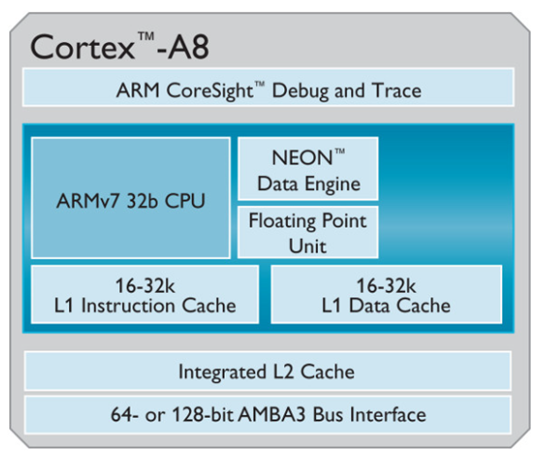 Cortex™-A8
ARM CoreSight™ Debug and Trace
ARMv7 32b CPU
NEON™
Data Engine
Floating Point
Unit
16-32k
L1 Instruction Cache
16-32k
L1 Data Cache
Integrated L2 Cache
64- or 128-bit AMBA3 Bus Interface